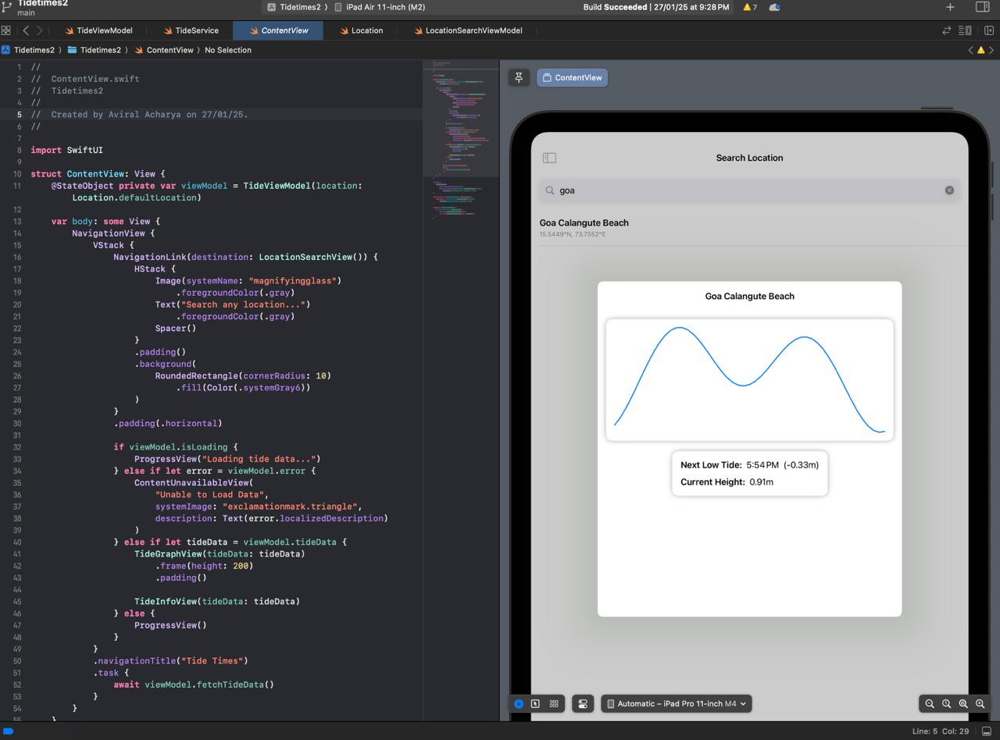 Tidetimes2
main
Tidetimes2 〉 iPad Air 11-inch (M2)
Build Succeeded | 27/01/25 at 9:28 PM
7
TideViewModel
TideService
ContentView
Location
LocationSearchViewModel
Tidetimes2 〉 Tidetimes2 〉 ContentView 〉 No Selection
1 //
2 //  ContentView.swift
3 //  Tidetimes2
4 //
5 //  Created by Aviral Acharya on 27/01/25.
6 //
7
8 import SwiftUI
9
10 struct ContentView: View {
11     @StateObject private var viewModel = TideViewModel(location:
        Location.defaultLocation)
12
13     var body: some View {
14         NavigationView {
15             VStack {
16                 NavigationLink(destination: LocationSearchView()) {
17                     HStack {
18                         Image(systemName: "magnifyingglass")
19                             .foregroundColor(.gray)
20                         Text("Search any location...")
21                             .foregroundColor(.gray)
22                         Spacer()
23                     }
24                     .padding()
25                     .background(
26                         RoundedRectangle(cornerRadius: 10)
27                             .fill(Color(.systemGray6))
28                     )
29                 }
30                 .padding(.horizontal)
31
32                 if viewModel.isLoading {
33                     ProgressView("Loading tide data...")
34                 } else if let error = viewModel.error {
35                     ContentUnavailableView(
36                         "Unable to Load Data",
37                         systemImage: "exclamationmark.triangle",
38                         description: Text(error.localizedDescription)
39                     )
40                 } else if let tideData = viewModel.tideData {
41                     TideGraphView(tideData: tideData)
42                         .frame(height: 200)
43                         .padding()
44
45                     TideInfoView(tideData: tideData)
46                 } else {
47                     ProgressView()
48                 }
49             }
50             .navigationTitle("Tide Times")
51             .task {
52                 await viewModel.fetchTideData()
53             }
54         }
55     }
ContentView
Search Location
goa
Goa Calangute Beach
15.5449°N, 73.7552°E
Goa Calangute Beach
Next Low Tide: 5:54 PM (-0.33m)
Current Height: 0.91m
Automatic – iPad Pro 11-inch M4
Line: 5 Col: 29